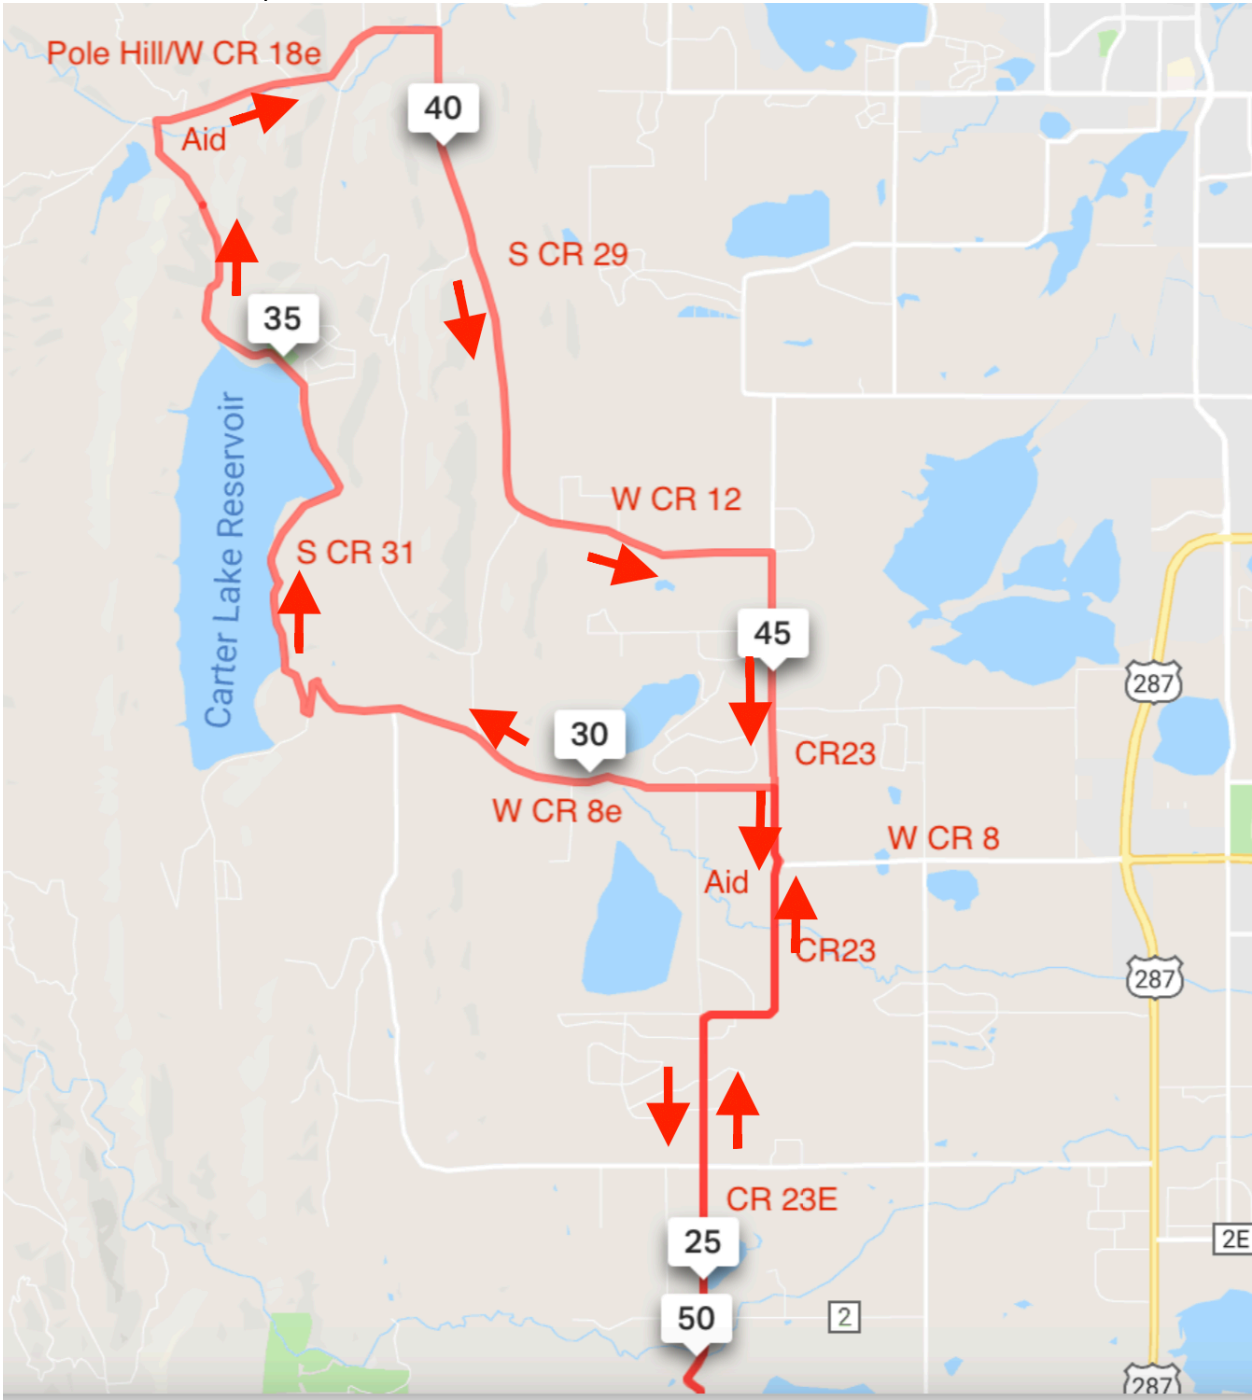 Pole Hill/W CR 18e
40
Aid
S CR 29
35
Carter Lake Reservoir
W CR 12
S CR 31
45
287
30
CR23
W CR 8e
W CR 8
Aid
CR23
287
CR 23E
25
2E
50
2
287